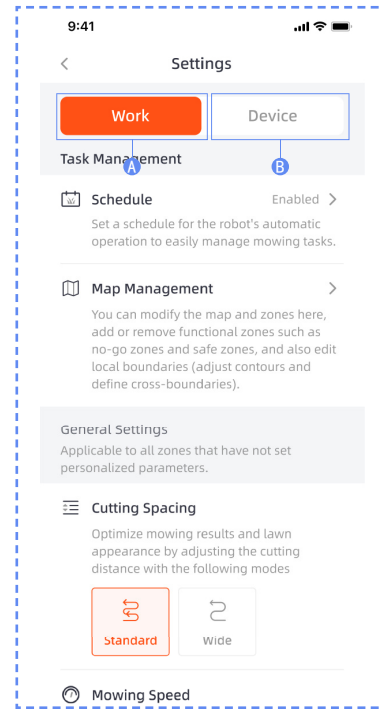 9:41
Settings
Work
Device
A
B
Task Management
Schedule
Enabled
Set a schedule for the robot's automatic
operation to easily manage mowing tasks.
Map Management
You can modify the map and zones here,
add or remove functional zones such as
no-go zones and safe zones, and also edit
local boundaries (adjust contours and
define cross-boundaries).
General Settings
Applicable to all zones that have not set
personalized parameters.
Cutting Spacing
Optimize mowing results and lawn
appearance by adjusting the cutting
distance with the following modes
Standard
Wide
Mowing Speed